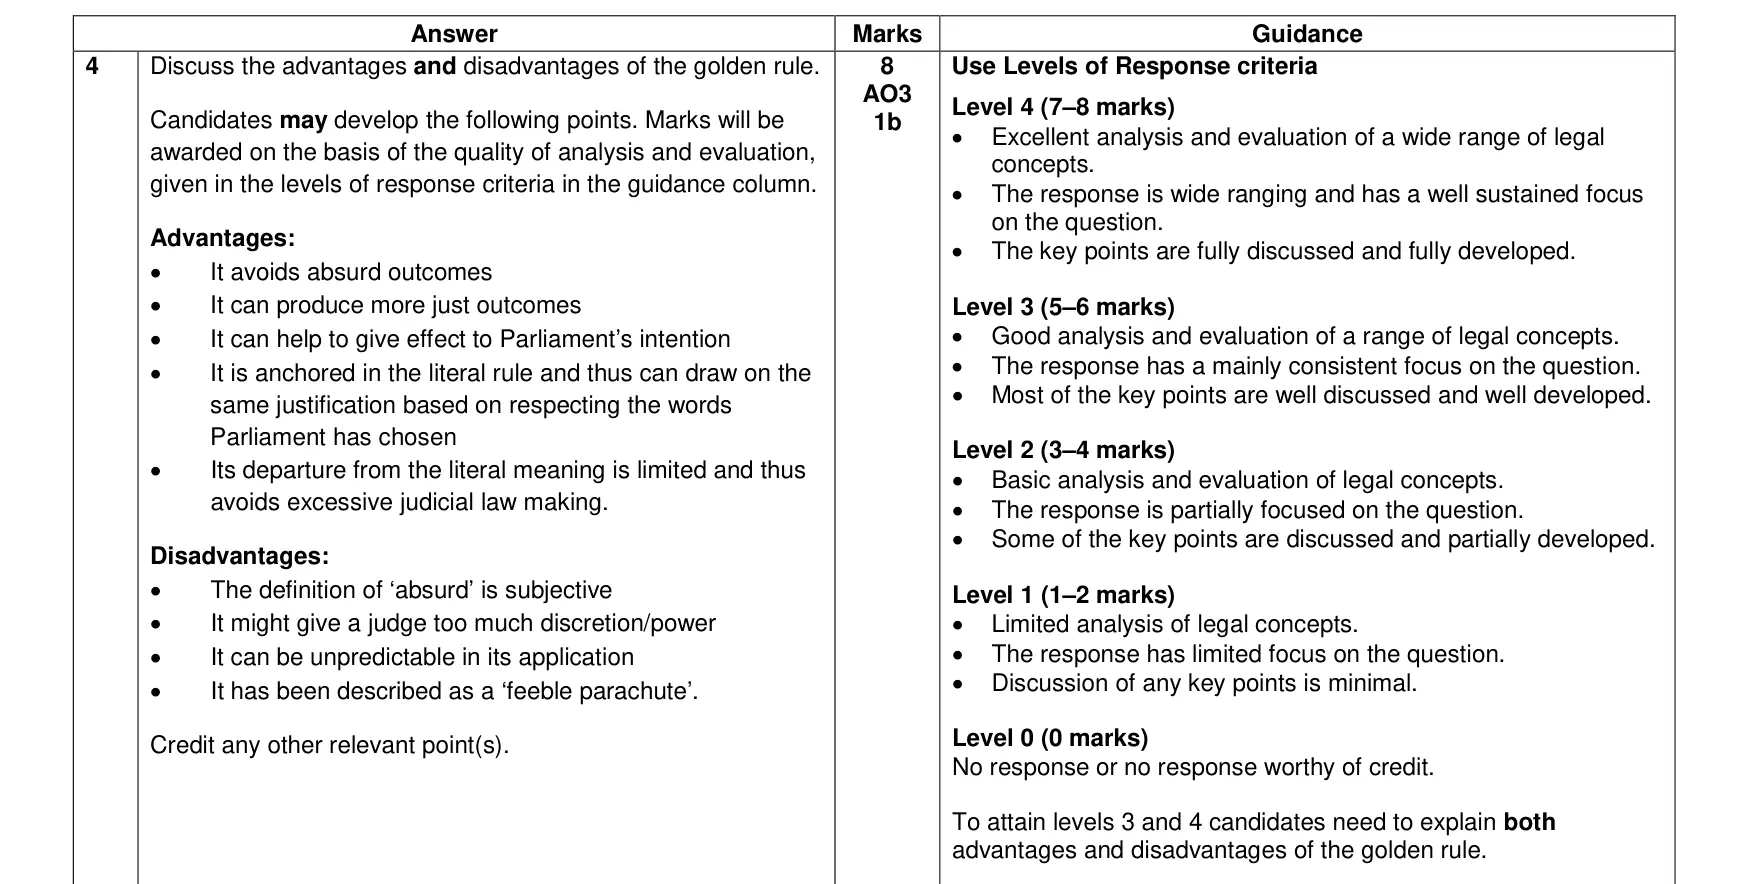 Answer
Marks
Guidance
4
Discuss the advantages and disadvantages of the golden rule.
Candidates may develop the following points. Marks will be
awarded on the basis of the quality of analysis and evaluation,
given in the levels of response criteria in the guidance column.
Advantages:
• It avoids absurd outcomes
• It can produce more just outcomes
• It can help to give effect to Parliament’s intention
• It is anchored in the literal rule and thus can draw on the
same justification based on respecting the words
Parliament has chosen
• Its departure from the literal meaning is limited and thus
avoids excessive judicial law making.
Disadvantages:
• The definition of ‘absurd’ is subjective
• It might give a judge too much discretion/power
• It can be unpredictable in its application
• It has been described as a ‘feeble parachute’.
Credit any other relevant point(s).
8
AO3
1b
Use Levels of Response criteria
Level 4 (7–8 marks)
• Excellent analysis and evaluation of a wide range of legal
concepts.
• The response is wide ranging and has a well sustained focus
on the question.
• The key points are fully discussed and fully developed.
Level 3 (5–6 marks)
• Good analysis and evaluation of a range of legal concepts.
• The response has a mainly consistent focus on the question.
• Most of the key points are well discussed and well developed.
Level 2 (3–4 marks)
• Basic analysis and evaluation of legal concepts.
• The response is partially focused on the question.
• Some of the key points are discussed and partially developed.
Level 1 (1–2 marks)
• Limited analysis of legal concepts.
• The response has limited focus on the question.
• Discussion of any key points is minimal.
Level 0 (0 marks)
No response or no response worthy of credit.
To attain levels 3 and 4 candidates need to explain both
advantages and disadvantages of the golden rule.